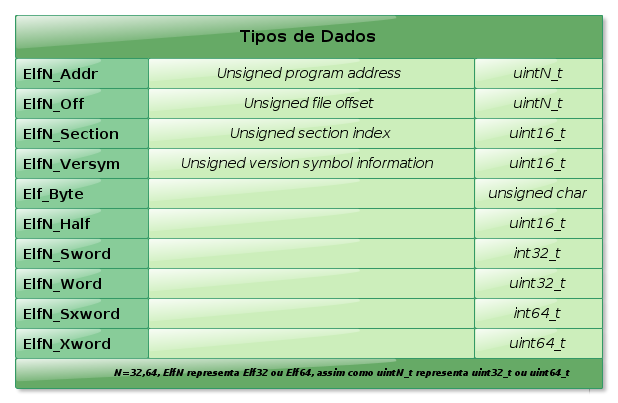 Tipos de Dados
ElfN_Addr Unsigned program address uintN_t
ElfN_Off Unsigned file offset uintN_t
ElfN_Section Unsigned section index uint16_t
ElfN_Versym Unsigned version symbol information uint16_t
Elf_Byte unsigned char
ElfN_Half uint16_t
ElfN_Sword int32_t
ElfN_Word uint32_t
ElfN_Sxword int64_t
ElfN_Xword uint64_t
N=32,64, ElfN representa Elf32 ou Elf64, assim como uintN_t representa uint32_t ou uint64_t